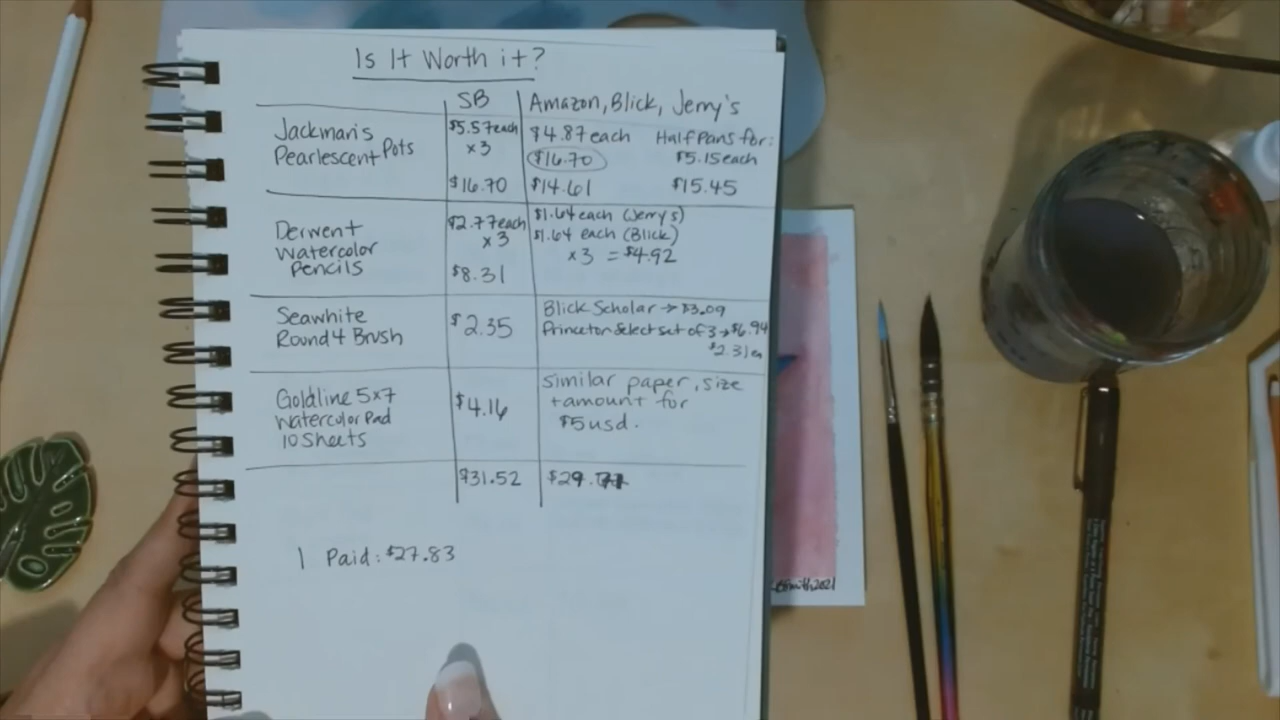 Is It Worth it?
SB Amazon, Blick, Jerry's
Jackman's
Pearlescent Pots
$5.57 each
x 3
$16.70
$4.87 each
$16.70
$14.61
Half Pans for:
$5.15 each
$15.45
Derwent
Watercolor
Pencils
$2.77 each
x 3
$8.31
$1.64 each (Jerry's)
$1.64 each (Blick)
x 3 = $4.92
Seawhite
Round 4 Brush
$2.35
Blick Scholar → $3.09
Princeton Select set of 3 → $6.94
$2.31 ea
Goldline 5x7
Watercolor Pad
10 Sheets
$4.16
Similar paper, size
+ amount for
$5 usd.
$31.52
I Paid: $27.83